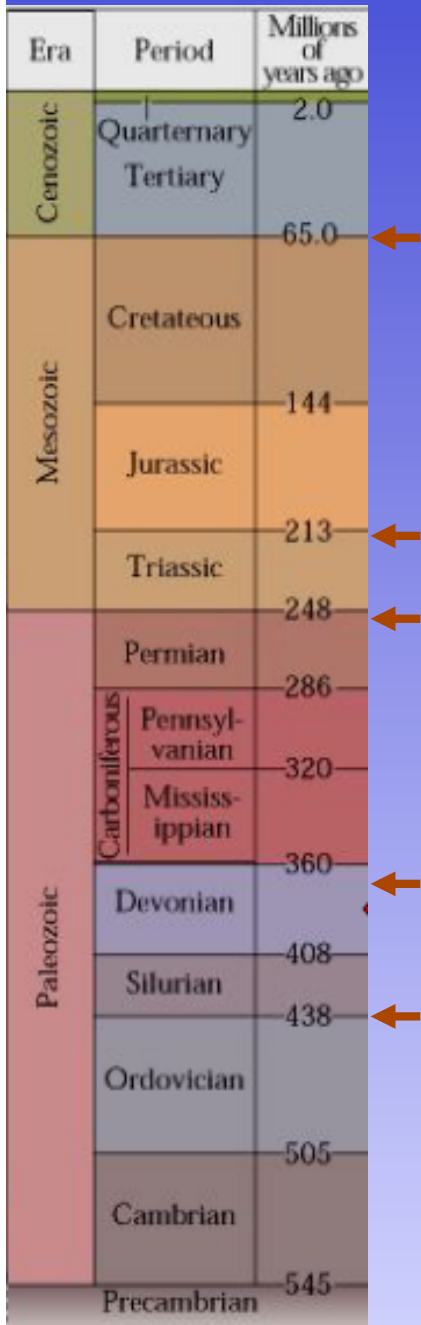 Era
Period
Millions
of
years ago
Cenozoic
2.0
Quarternary
Tertiary
65.0
Mesozoic
Cretateous
144
Jurassic
213
Triassic
248
Paleozoic
Permian
286
Carboniferous
Pennsyl-
vanian
320
Mississ-
ippian
360
Devonian
408
Silurian
438
Ordovician
505
Cambrian
545
Precambrian